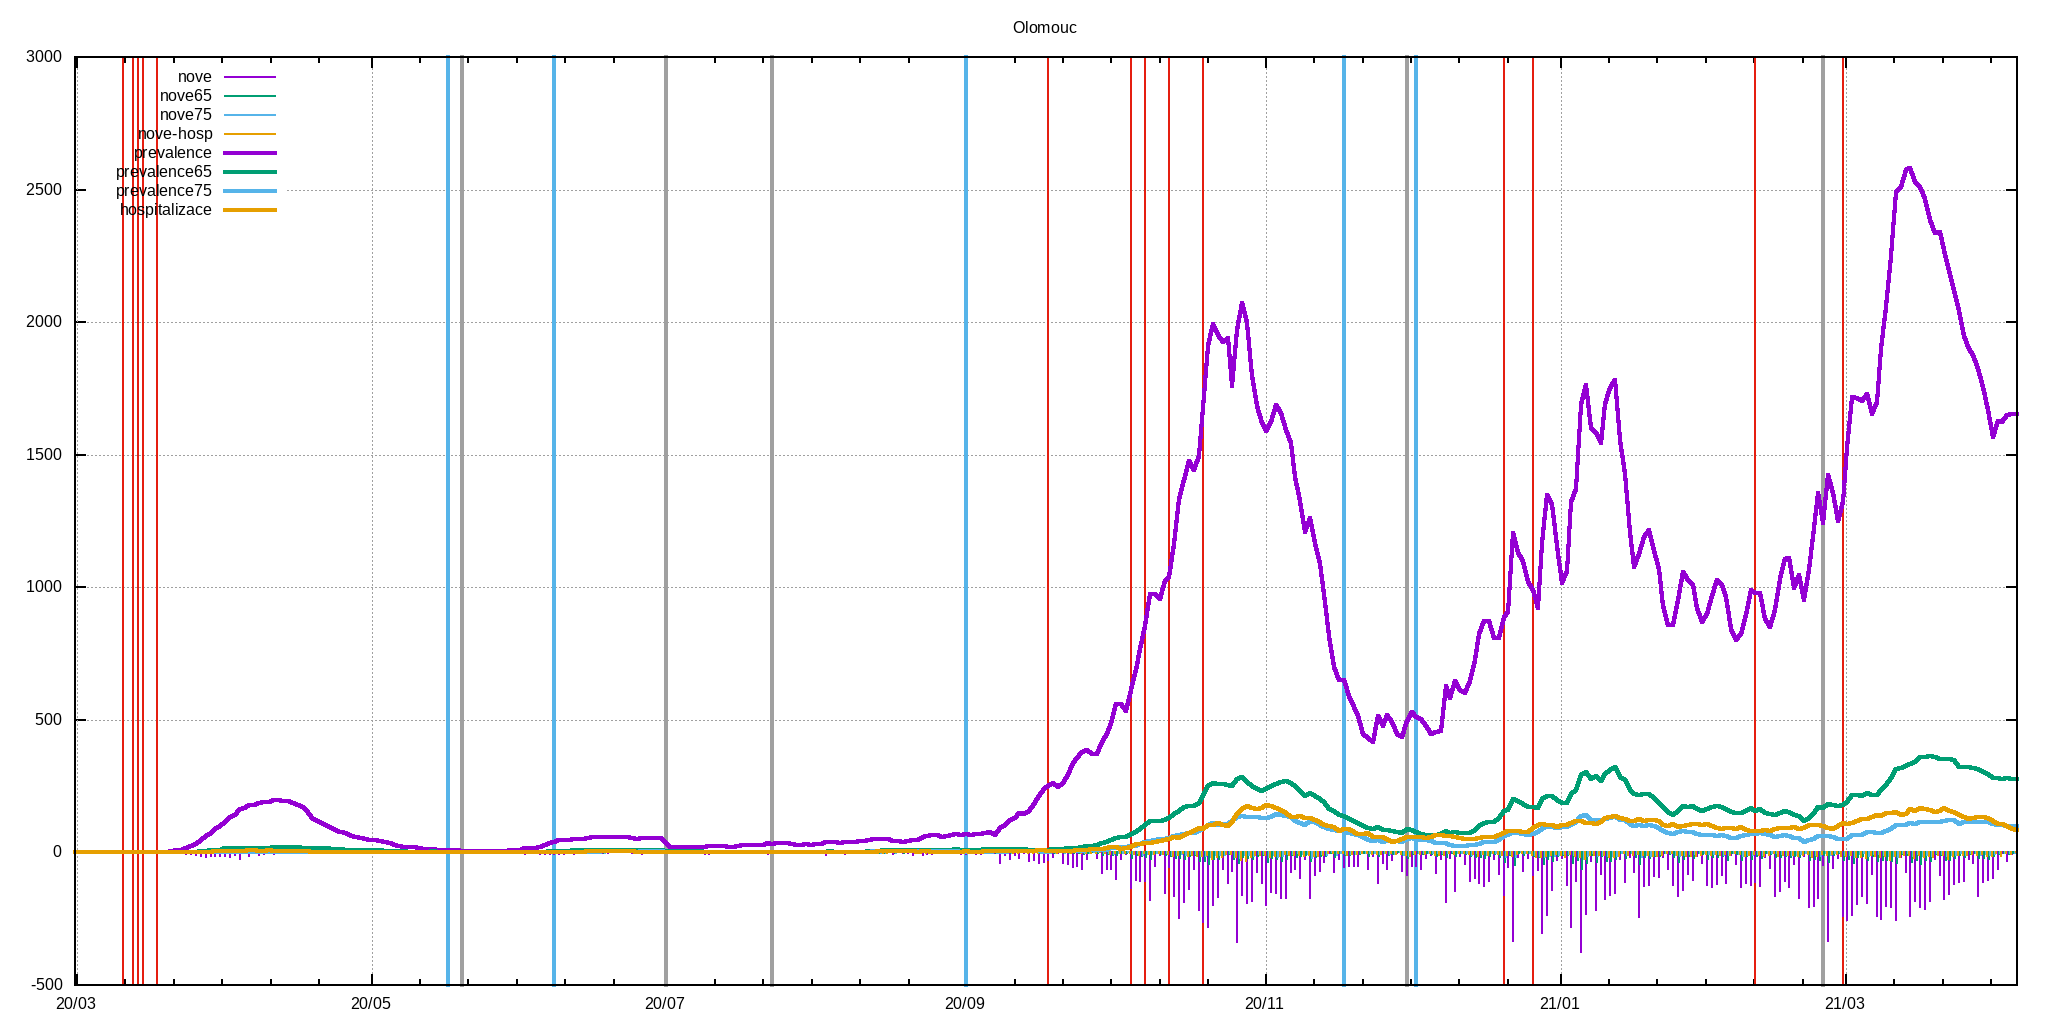 Olomouc
3000
2500
2000
1500
1000
500
0
-500
nove
nove65
nove75
nove-hosp
prevalence
prevalence65
prevalence75
hospitalizace
20/03 20/05 20/07 20/09 20/11 21/01 21/03